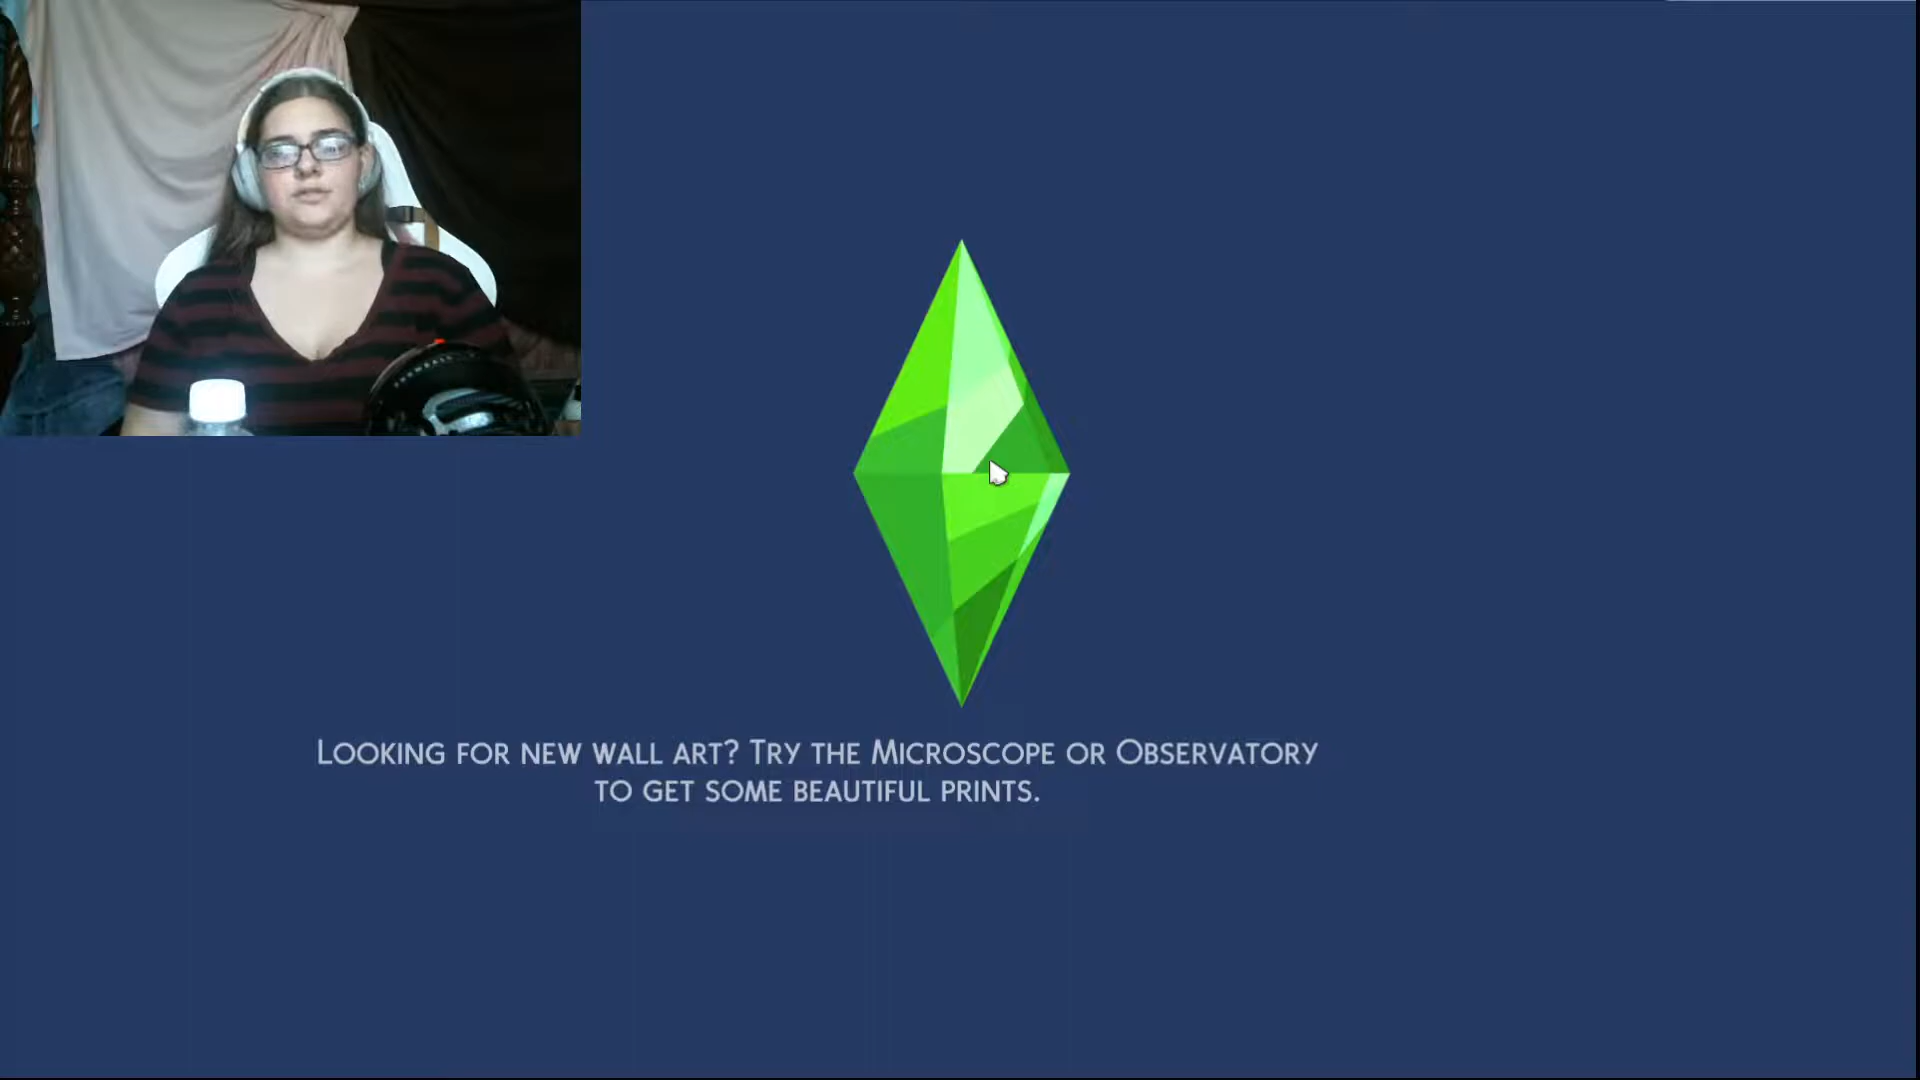 Looking for new wall art? Try the Microscope or Observatory
to get some beautiful prints.